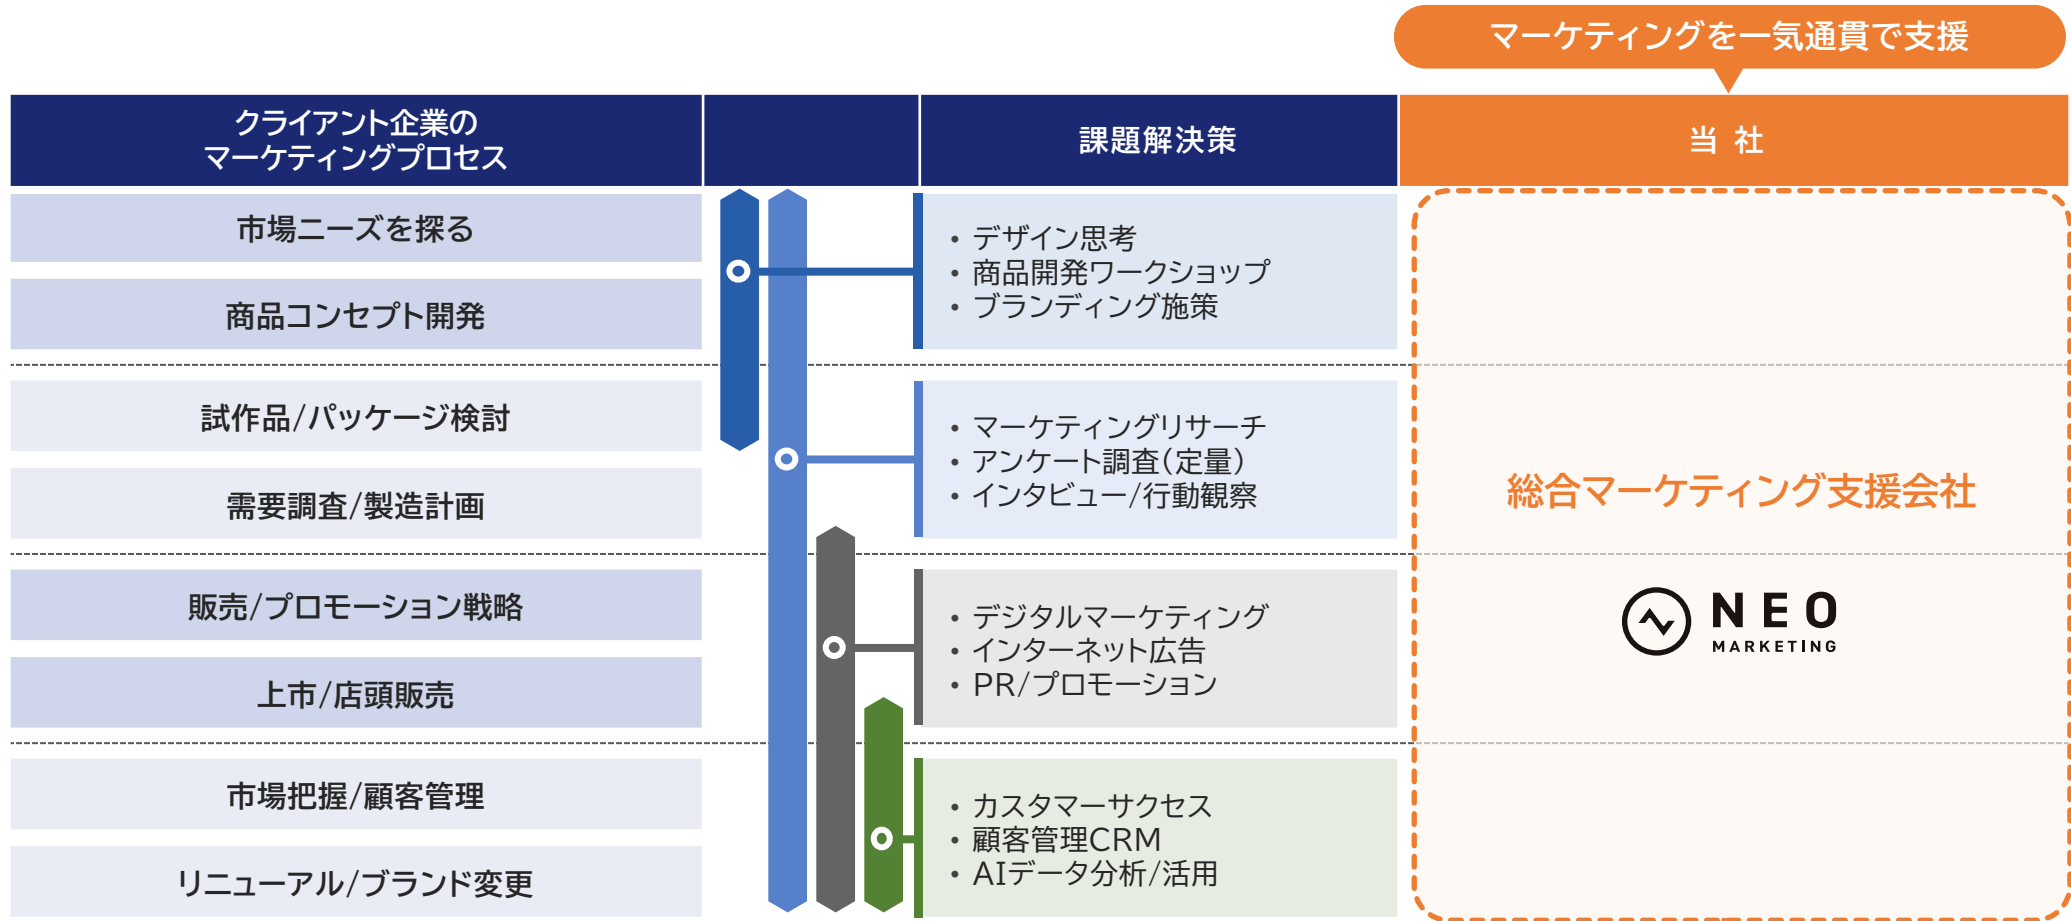 マーケティングを一気通貫で支援
クライアント企業の
マーケティングプロセス
課題解決策
当 社
市場ニーズを探る
商品コンセプト開発
• デザイン思考
• 商品開発ワークショップ
• ブランディング施策
試作品/パッケージ検討
需要調査/製造計画
• マーケティングリサーチ
• アンケート調査(定量)
• インタビュー/行動観察
総合マーケティング支援会社
販売/プロモーション戦略
上市/店頭販売
• デジタルマーケティング
• インターネット広告
• PR/プロモーション
NEO
MARKETING
市場把握/顧客管理
リニューアル/ブランド変更
• カスタマーサクセス
• 顧客管理CRM
• AIデータ分析/活用